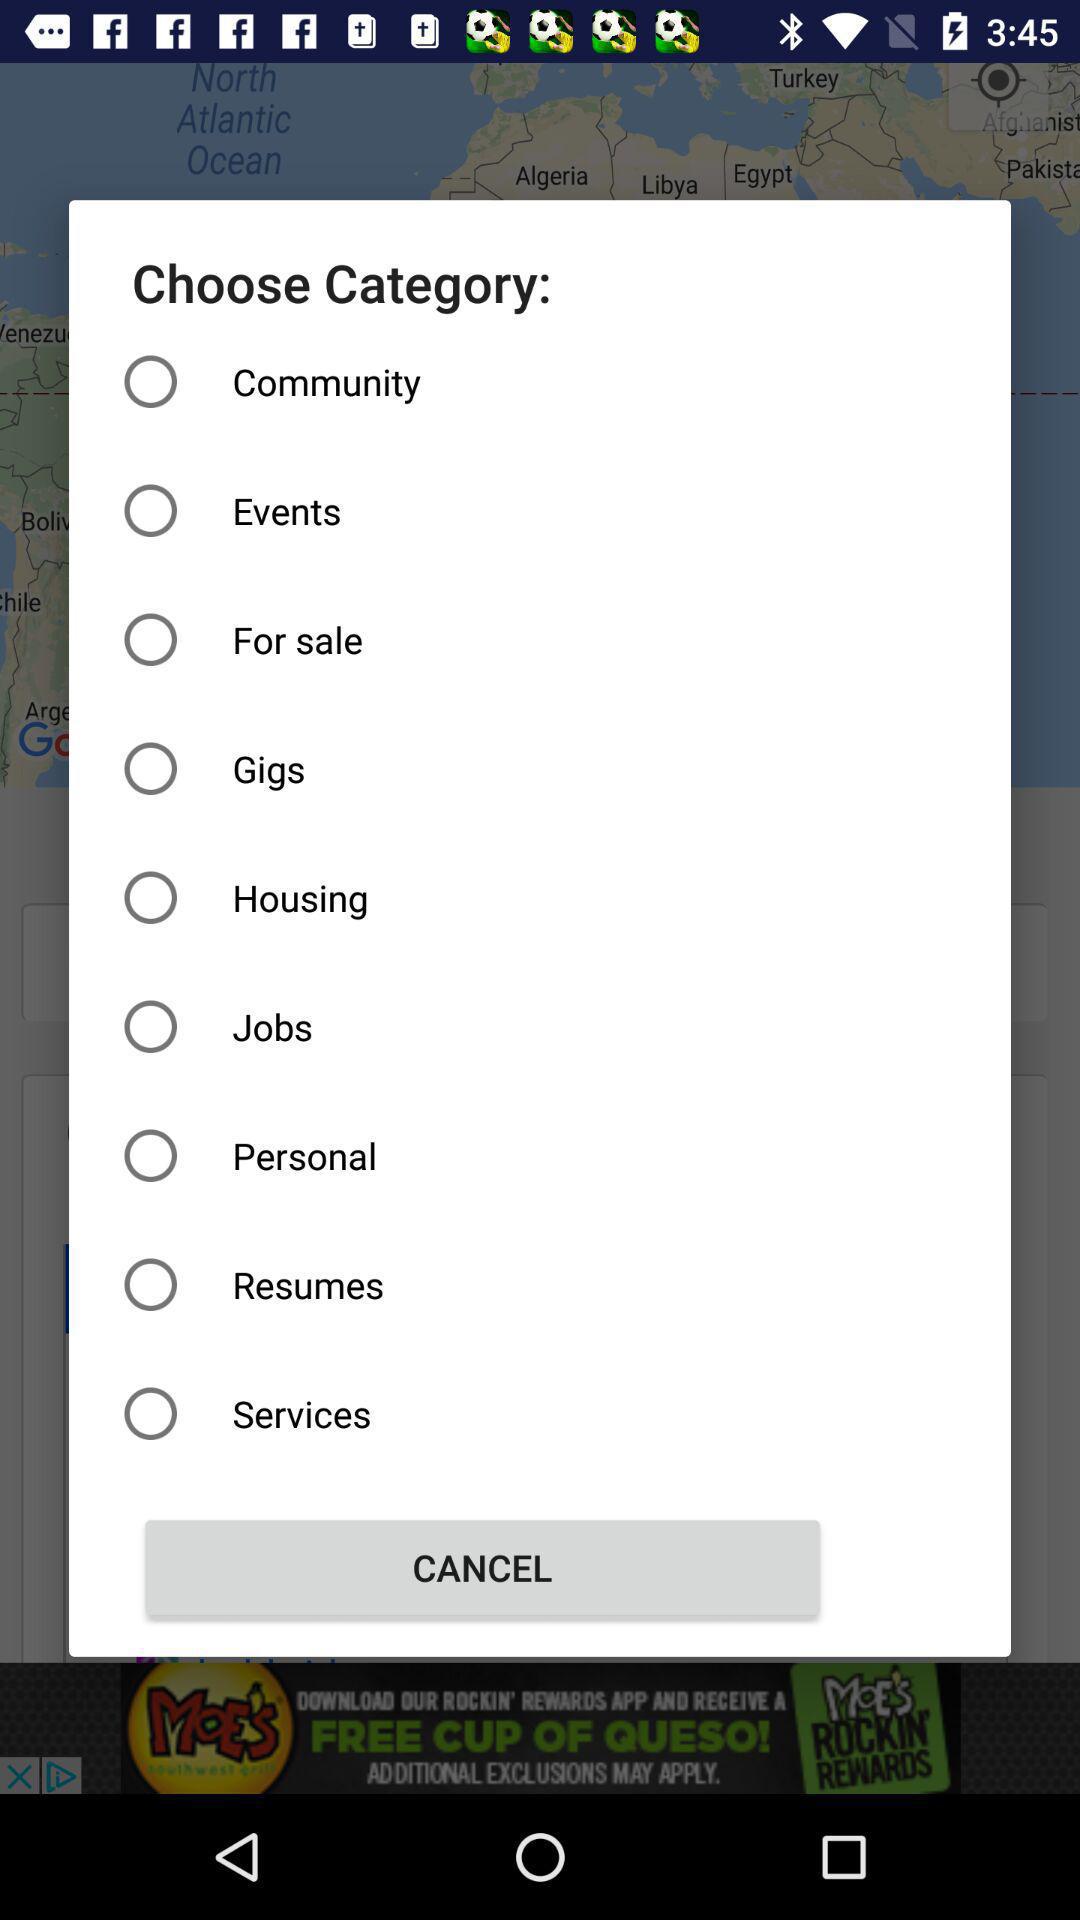 3:45
North
Atlantic
Ocean
Turkey
Afghanist
Algeria
Libya
Egypt
Pakista
Venezu
Boliv
Chile
Arge
Go
Choose Category:
Community
Events
For sale
Gigs
Housing
Jobs
Personal
Resumes
Services
CANCEL
MOE'S
southwest grill
DOWNLOAD OUR ROCKIN' REWARDS APP AND RECEIVE A
FREE CUP OF QUESO!
ADDITIONAL EXCLUSIONS MAY APPLY.
MOE'S
ROCKIN'
REWARDS